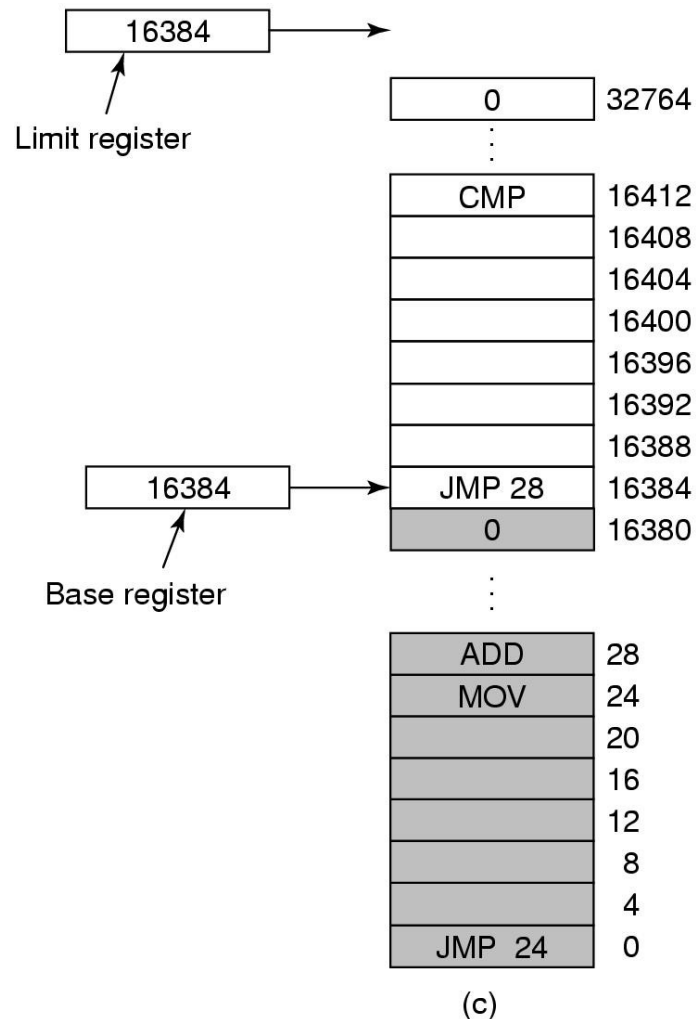 16384
Limit register
0 32764
CMP 16412
16408
16404
16400
16396
16392
16388
16384 JMP 28 16384
0 16380
Base register
ADD 28
MOV 24
20
16
12
8
4
JMP 24 0
(c)